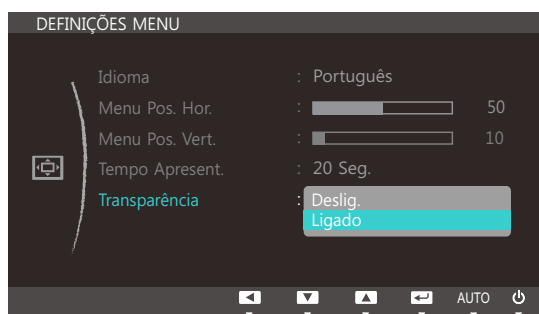 DEFINIÇÕES MENU
Idioma : Português
Menu Pos. Hor. : 50
Menu Pos. Vert. : 10
Tempo Apresent. : 20 Seg.
Transparência : Deslig.
Ligado
AUTO